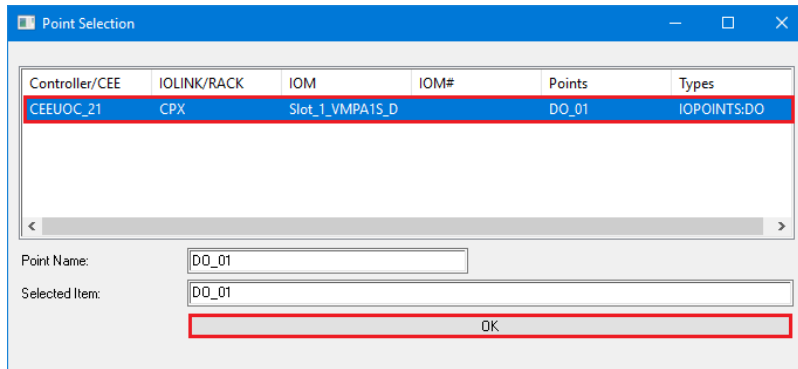 Point Selection
Controller/CEE IOLINK/RACK IOM IOM# Points Types
CEEUOC_21 CPX Slot_1_VMPA1S_D DO_01 IOPOINTS:DO
Point Name: DO_01
Selected Item: DO_01
OK